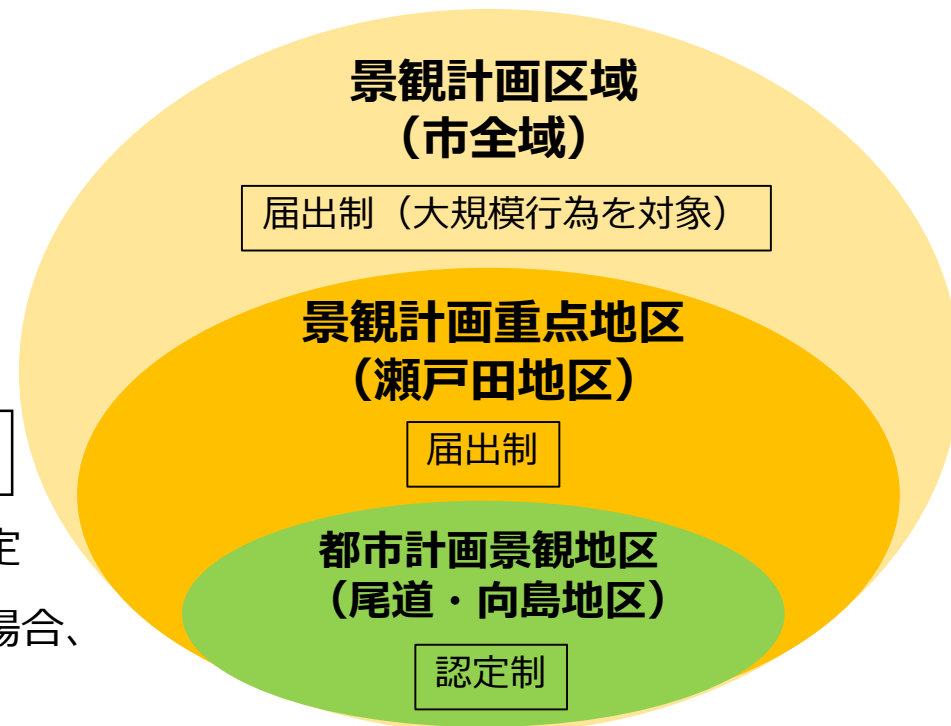 景観計画区域
（市全域）
届出制（大規模行為を対象）
景観計画重点地区
（瀬戸田地区）
届出制
定
場合、
都市計画景観地区
（尾道・向島地区）
認定制